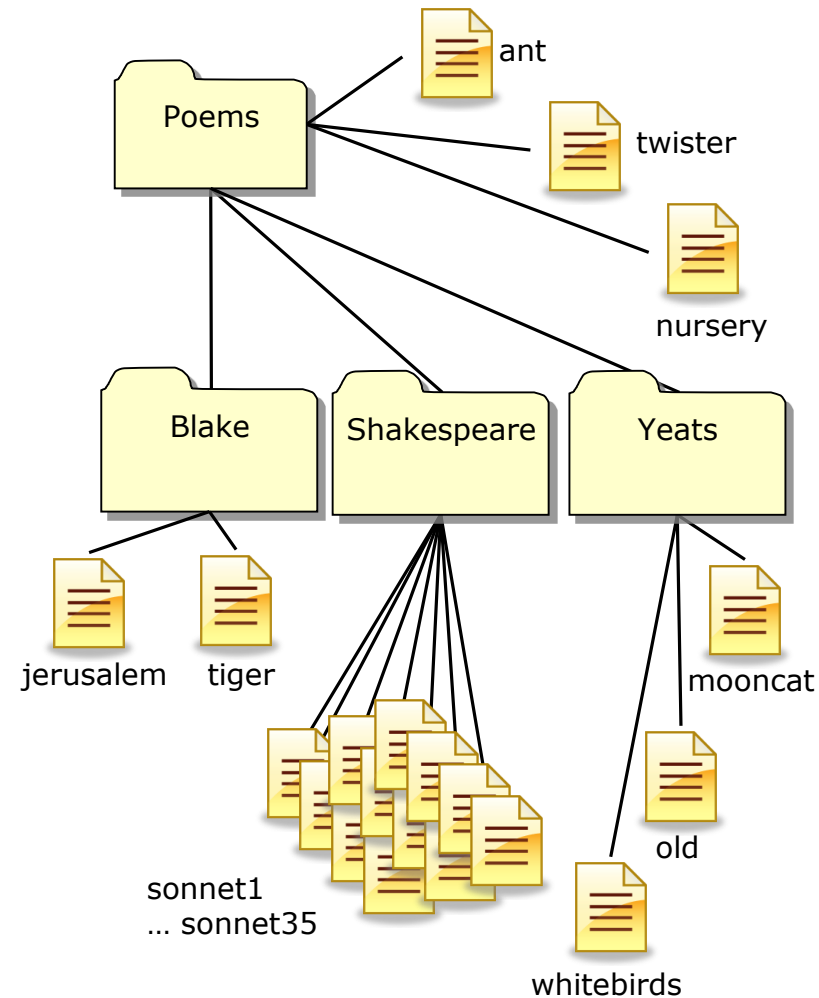 ant
Poems
twister
nursery
Blake
Shakespeare
Yeats
jerusalem
tiger
mooncat
old
sonnet1
... sonnet35
whitebirds